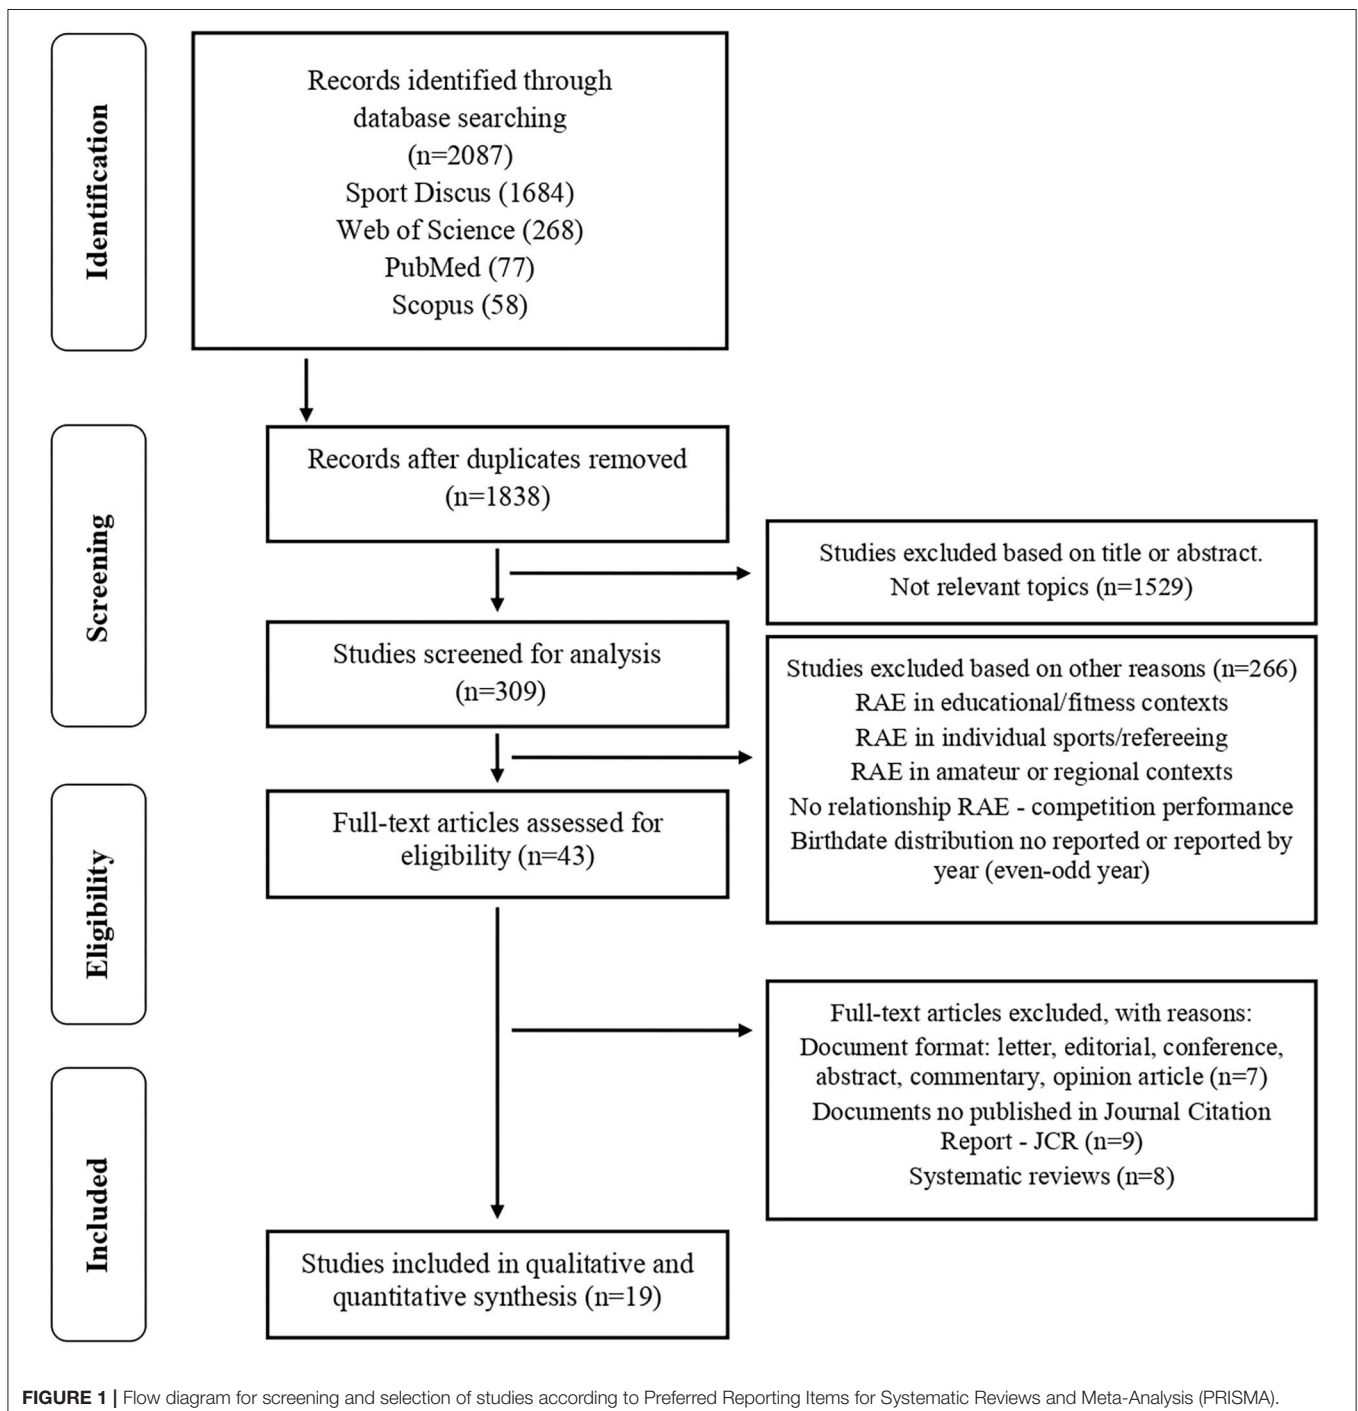 Identification
Records identified through
database searching
(n=2087)
Sport Discus (1684)
Web of Science (268)
PubMed (77)
Scopus (58)
Screening
Records after duplicates removed
(n=1838)
Studies excluded based on title or abstract.
Not relevant topics (n=1529)
Studies screened for analysis
(n=309)
Studies excluded based on other reasons (n=266)
RAE in educational/fitness contexts
RAE in individual sports/refereeing
RAE in amateur or regional contexts
No relationship RAE - competition performance
Birthdate distribution no reported or reported by
year (even-odd year)
Eligibility
Full-text articles assessed for
eligibility (n=43)
Full-text articles excluded, with reasons:
Document format: letter, editorial, conference,
abstract, commentary, opinion article (n=7)
Documents no published in Journal Citation
Report - JCR (n=9)
Systematic reviews (n=8)
Included
Studies included in qualitative and
quantitative synthesis (n=19)
FIGURE 1 | Flow diagram for screening and selection of studies according to Preferred Reporting Items for Systematic Reviews and Meta-Analysis (PRISMA).